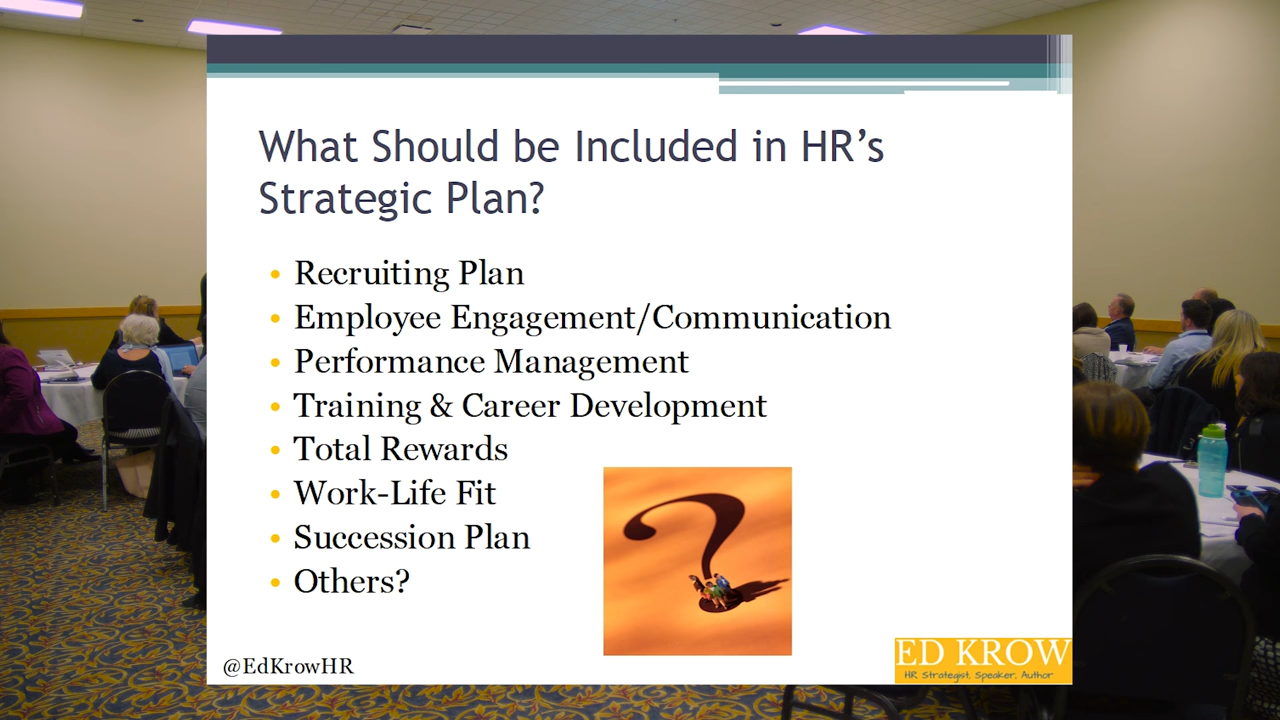 What Should be Included in HR’s
Strategic Plan?
• Recruiting Plan
• Employee Engagement/Communication
• Performance Management
• Training & Career Development
• Total Rewards
• Work-Life Fit
• Succession Plan
• Others?
@EdKrowHR
ED KROW
HR Strategist, Speaker, Author